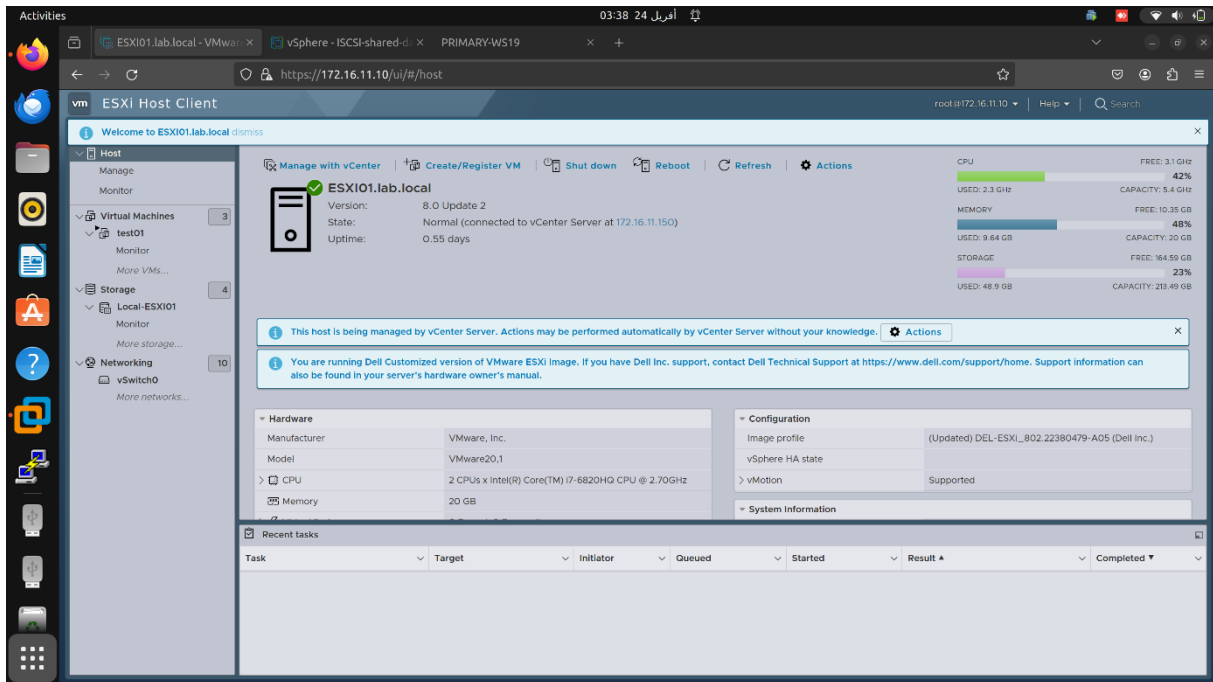 Activities
03:38 24 أفريل
ESXI01.lab.local - VMware
vSphere - ISCSI-shared-da
PRIMARY-WS19
https://172.16.11.10/ui/#/host
vm ESXi Host Client
root@172.16.11.10 | Help | Search
Welcome to ESXI01.lab.local dismiss
Host
Manage
Monitor
Virtual Machines 3
test01
Monitor
More VMs...
Storage 4
Local-ESXI01
Monitor
More storage...
Networking 10
vSwitch0
More networks...
Manage with vCenter | Create/Register VM | Shut down Reboot | Refresh | Actions
ESXI01.lab.local
Version: 8.0 Update 2
State: Normal (connected to vCenter Server at 172.16.11.150)
Uptime: 0.55 days
CPU FREE: 3.1 GHz
42%
USED: 2.3 GHz CAPACITY: 5.4 GHz
MEMORY FREE: 10.35 GB
48%
USED: 9.64 GB CAPACITY: 20 GB
STORAGE FREE: 164.59 GB
23%
USED: 48.9 GB CAPACITY: 213.49 GB
This host is being managed by vCenter Server. Actions may be performed automatically by vCenter Server without your knowledge. Actions
You are running Dell Customized version of VMware ESXi Image. If you have Dell Inc. support, contact Dell Technical Support at https://www.dell.com/support/home. Support information can
also be found in your server's hardware owner's manual.
Hardware
Manufacturer VMware, Inc.
Model VMware20,1
CPU 2 CPUs x Intel(R) Core(TM) i7-6820HQ CPU @ 2.70GHz
Memory 20 GB
Configuration
Image profile (Updated) DEL-ESXi_802.22380479-A05 (Dell Inc.)
vSphere HA state
vMotion Supported
System Information
Recent tasks
Task Target Initiator Queued Started Result Completed